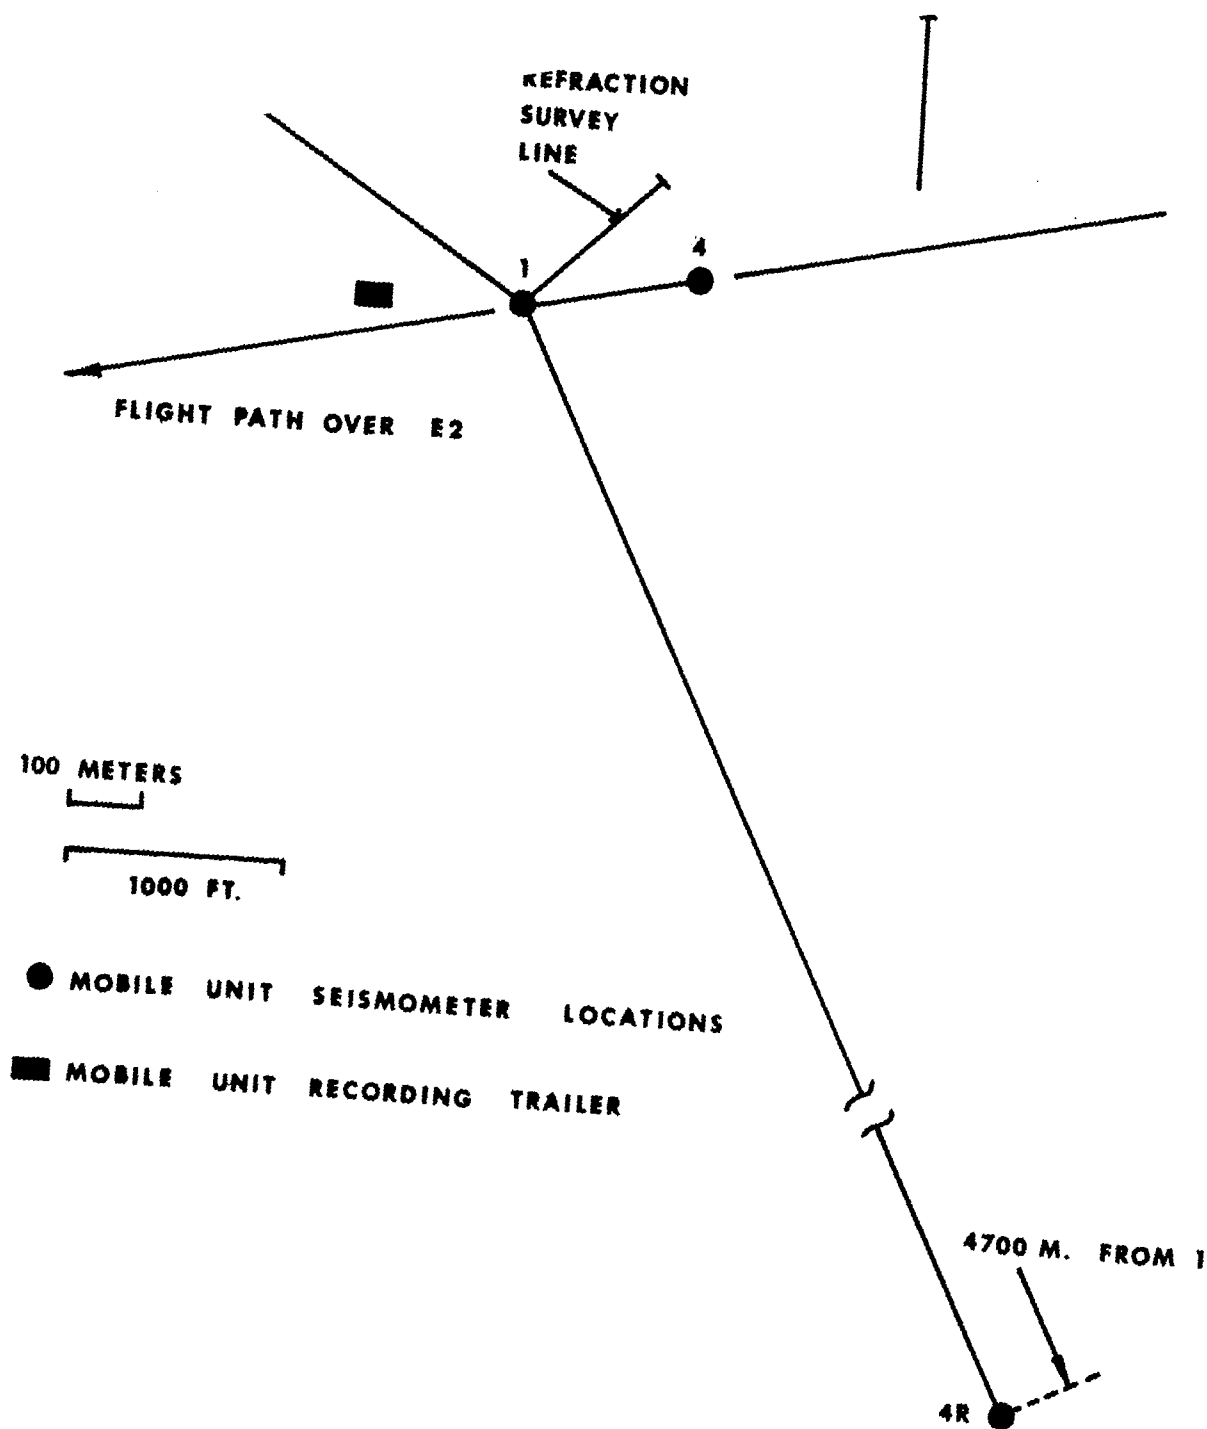 REFRACTION
SURVEY
LINE
4
1
FLIGHT PATH OVER E2
100 METERS
1000 FT.
MOBILE UNIT SEISMOMETER LOCATIONS
MOBILE UNIT RECORDING TRAILER
4700 M. FROM 1
4R